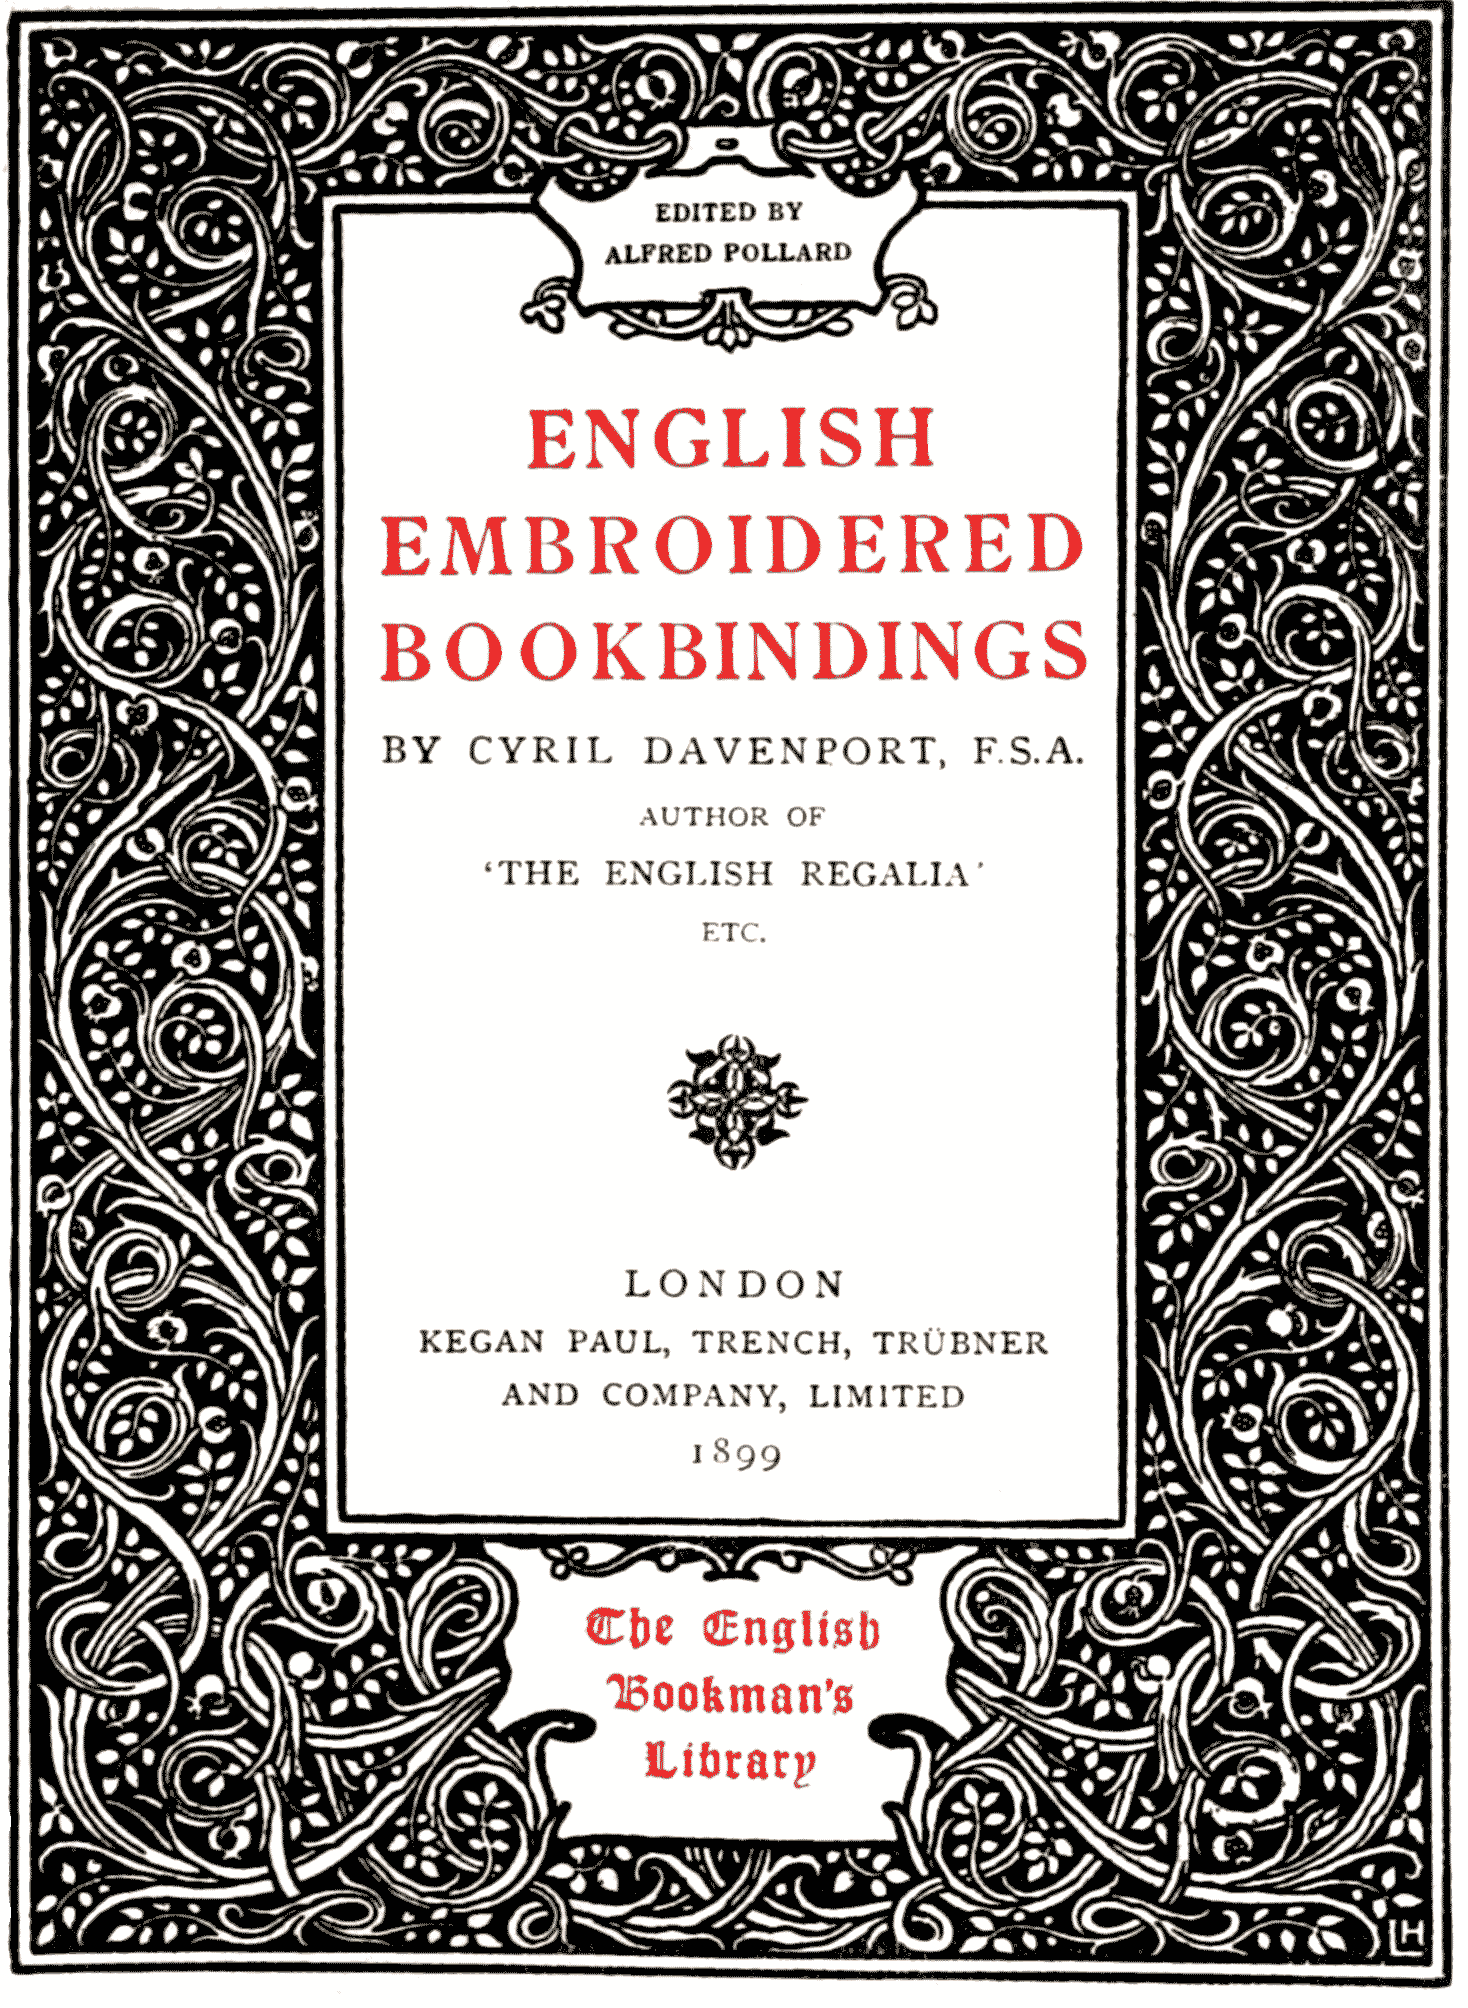 EDITED BY
ALFRED POLLARD
ENGLISH
EMBROIDERED
BOOKBINDINGS
BY CYRIL DAVENPORT, F.S.A.
AUTHOR OF
‘THE ENGLISH REGALIA’
ETC.
LONDON
KEGAN PAUL, TRENCH, TRÜBNER
AND COMPANY, LIMITED
1899
The English
Bookman's
Library
LH